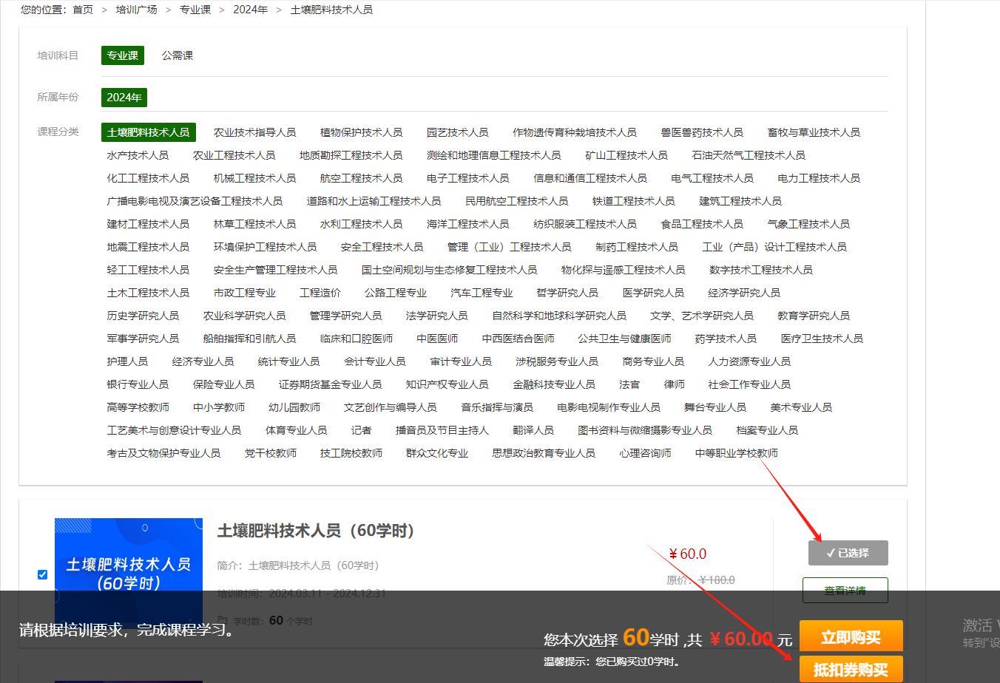 您的位置：首页 > 培训广场 > 专业课 > 2024年 > 土壤肥料技术人员
培训科目 专业课 公需课
所属年份 2024年
课程分类 土壤肥料技术人员 农业技术指导人员 植物保护技术人员 园艺技术人员 作物遗传育种栽培技术人员 兽医兽药技术人员 畜牧与草业技术人员
水产技术人员 农业工程技术人员 地质勘探工程技术人员 测绘和地理信息工程技术人员 矿山工程技术人员 石油天然气工程技术人员
化工工程技术人员 机械工程技术人员 航空工程技术人员 电子工程技术人员 信息和通信工程技术人员 电气工程技术人员 电力工程技术人员
广播电影电视及演艺设备工程技术人员 道路和水上运输工程技术人员 民用航空工程技术人员 铁道工程技术人员 建筑工程技术人员
建材工程技术人员 林草工程技术人员 水利工程技术人员 海洋工程技术人员 纺织服装工程技术人员 食品工程技术人员 气象工程技术人员
地震工程技术人员 环境保护工程技术人员 安全工程技术人员 管理（工业）工程技术人员 制药工程技术人员 工业（产品）设计工程技术人员
轻工工程技术人员 安全生产管理工程技术人员 国土空间规划与生态修复工程技术人员 物化探与遥感工程技术人员 数字技术工程技术人员
土木工程技术人员 市政工程专业 工程造价 公路工程专业 汽车工程专业 哲学研究人员 医学研究人员 经济学研究人员
历史学研究人员 农业科学研究人员 管理学研究人员 法学研究人员 自然科学和地球科学研究人员 文学、艺术学研究人员 教育学研究人员
军事学研究人员 船舶指挥和引航人员 临床和口腔医师 中医医师 中西医结合医师 公共卫生与健康医师 药学技术人员 医疗卫生技术人员
护理人员 经济专业人员 统计专业人员 会计专业人员 审计专业人员 涉税服务专业人员 商务专业人员 人力资源专业人员
银行专业人员 保险专业人员 证券期货基金专业人员 知识产权专业人员 金融科技专业人员 法官 律师 社会工作专业人员
高等学校教师 中小学教师 幼儿园教师 文艺创作与编导人员 音乐指挥与演员 电影电视制作专业人员 舞台专业人员 美术专业人员
工艺美术与创意设计专业人员 体育专业人员 记者 播音员及节目主持人 翻译人员 图书资料与微缩摄影专业人员 档案专业人员
考古及文物保护专业人员 党干校教师 技工院校教师 群众文化专业 思想政治教育专业人员 心理咨询师 中等职业学校教师
土壤肥料技术人员
(60学时)
土壤肥料技术人员（60学时）
简介：土壤肥料技术人员（60学时）
培训时间：2024.03.11 - 2024.12.31
学时数：60 个学时
¥60.0
原价：¥180.0
✓已选择
查看详情
请根据培训要求，完成课程学习。
您本次选择 60学时 ,共 ¥60.00 元
温馨提示：您已购买过0学时。
立即购买
抵扣券购买
激活
转到"设